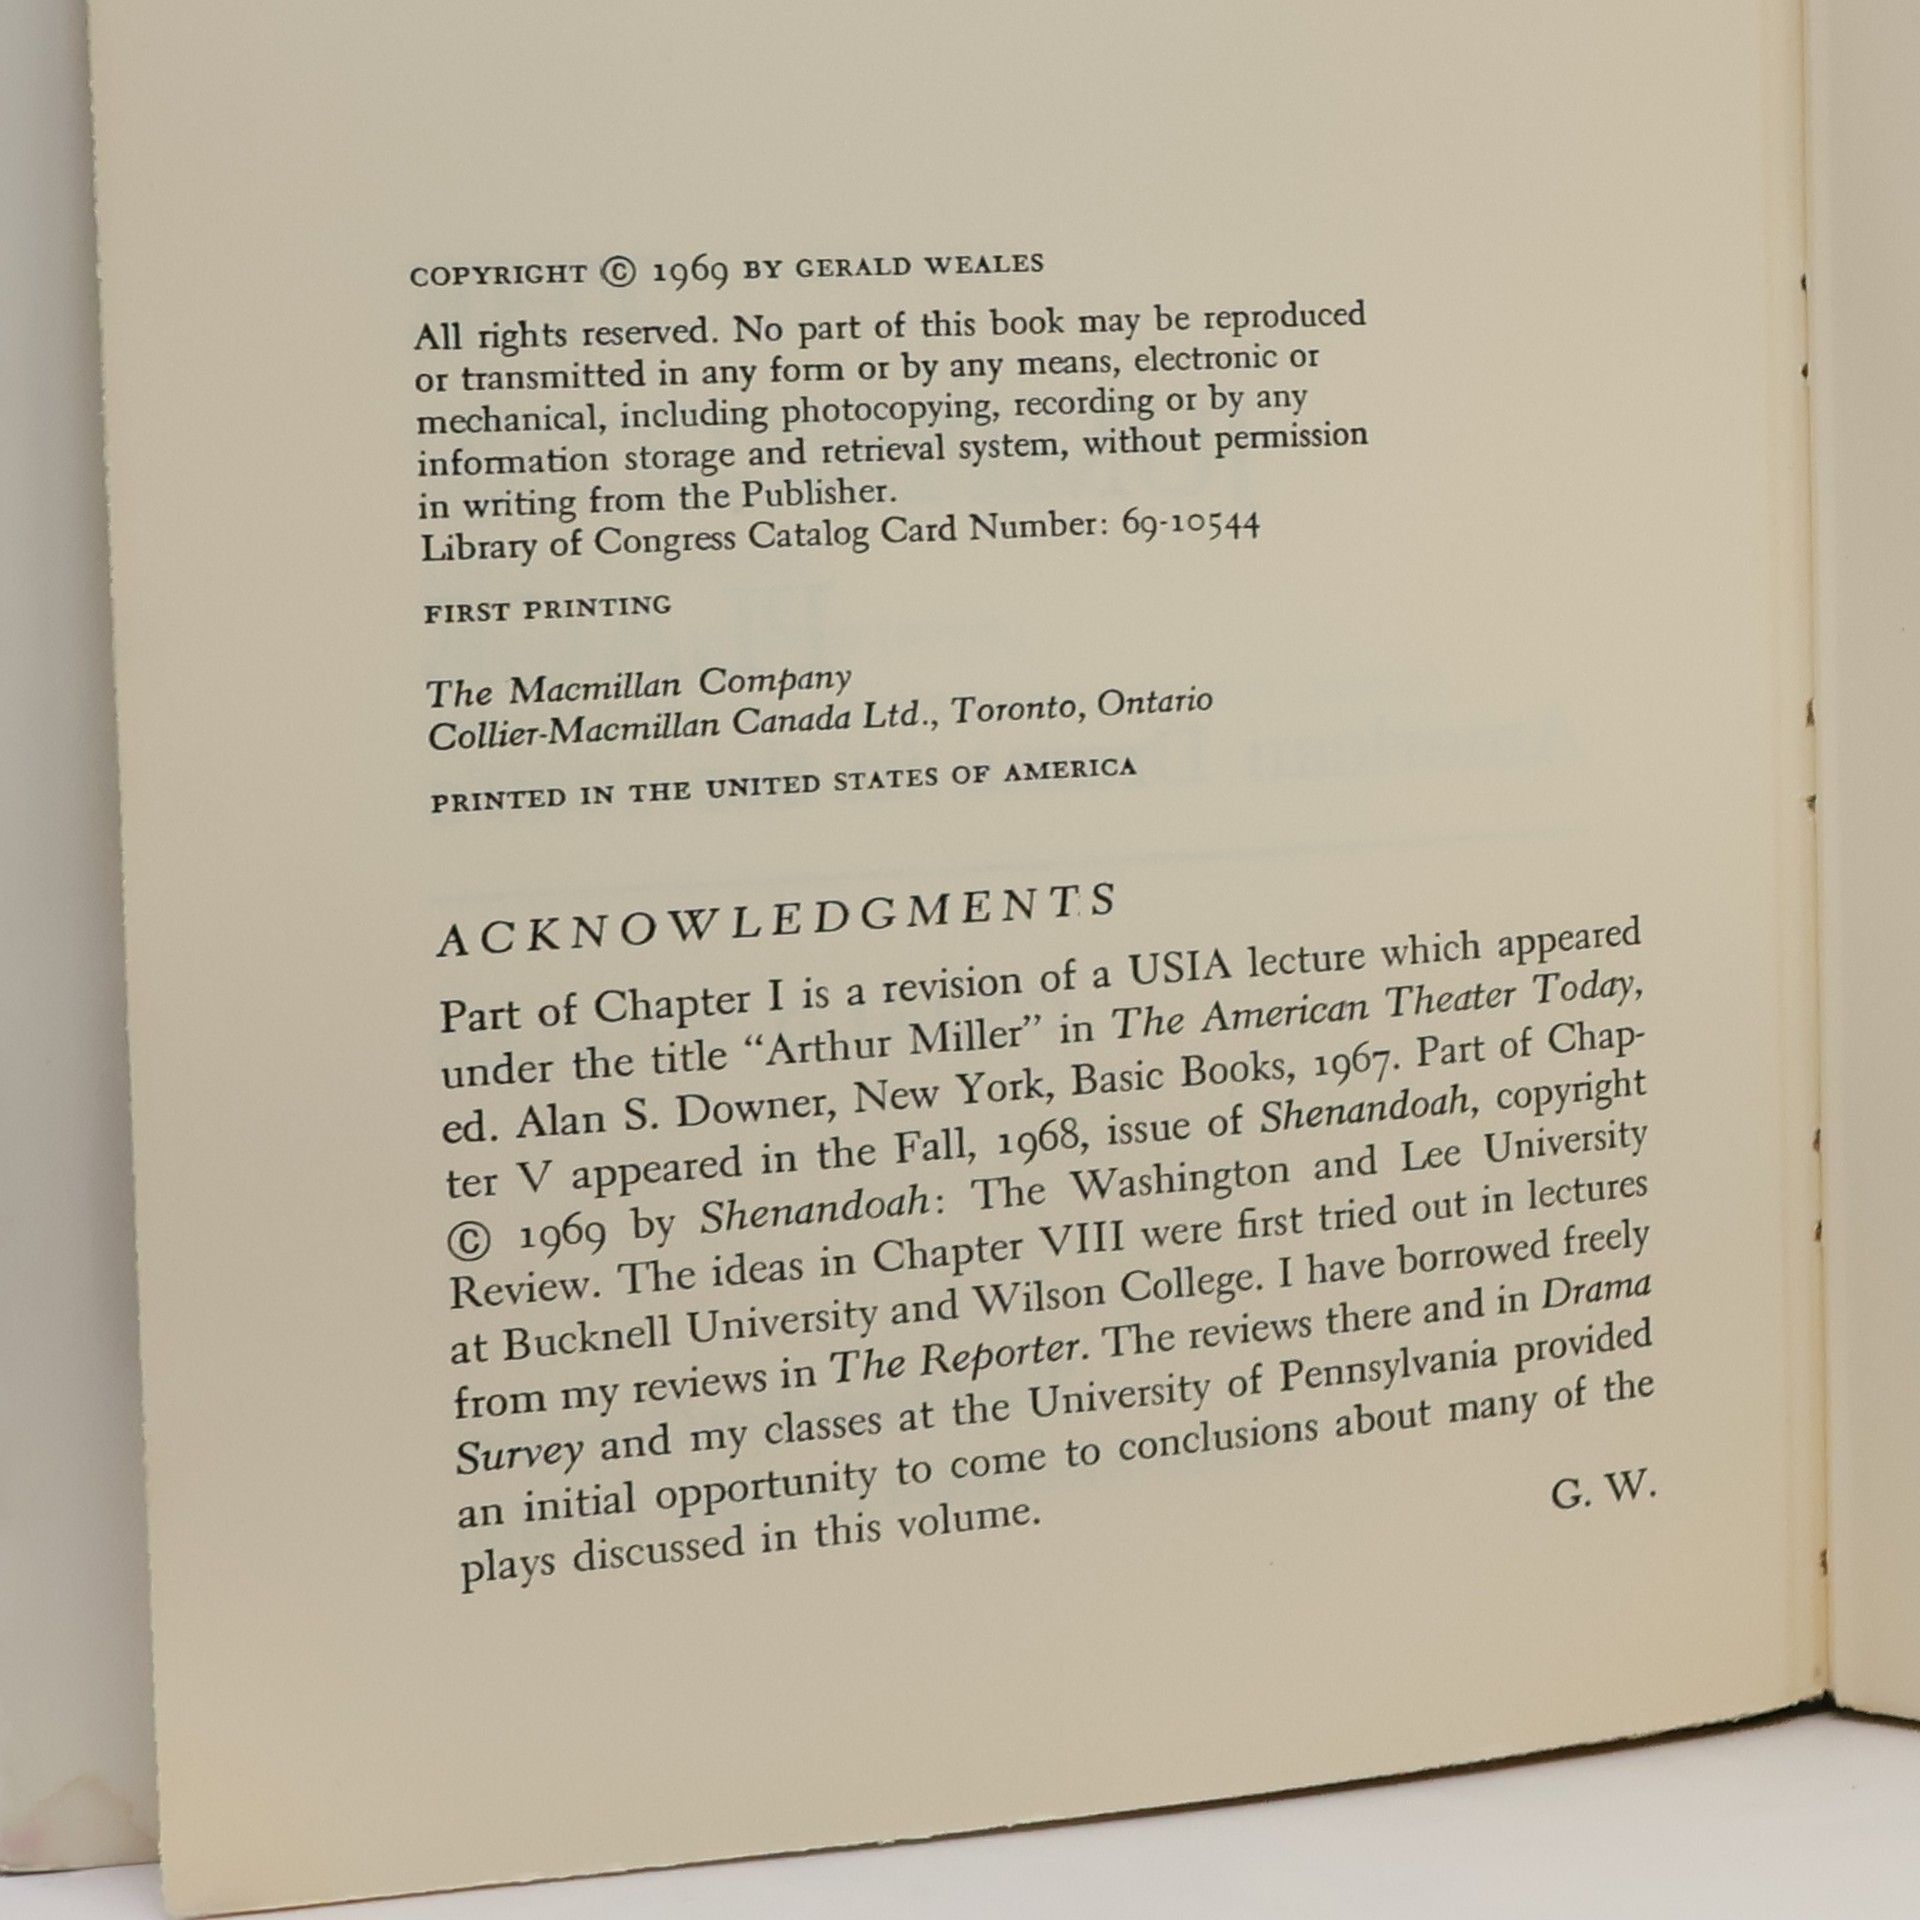 COPYRIGHT © 1969 BY GERALD WEALES
All rights reserved. No part of this book may be reproduced
or transmitted in any form or by any means, electronic or
mechanical, including photocopying, recording or by any
information storage and retrieval system, without permission
in writing from the Publisher.
Library of Congress Catalog Card Number: 69-10544
FIRST PRINTING
The Macmillan Company
Collier-Macmillan Canada Ltd., Toronto, Ontario
PRINTED IN THE UNITED STATES OF AMERICA
ACKNOWLEDGMENTS
Part of Chapter I is a revision of a USIA lecture which appeared
under the title “Arthur Miller” in The American Theater Today,
ed. Alan S. Downer, New York, Basic Books, 1967. Part of Chap-
ter V appeared in the Fall, 1968, issue of Shenandoah, copyright
© 1969 by Shenandoah: The Washington and Lee University
Review. The ideas in Chapter VIII were first tried out in lectures
at Bucknell University and Wilson College. I have borrowed freely
from my reviews in The Reporter. The reviews there and in Drama
Survey and my classes at the University of Pennsylvania provided
an initial opportunity to come to conclusions about many of the
plays discussed in this volume.
G. W.